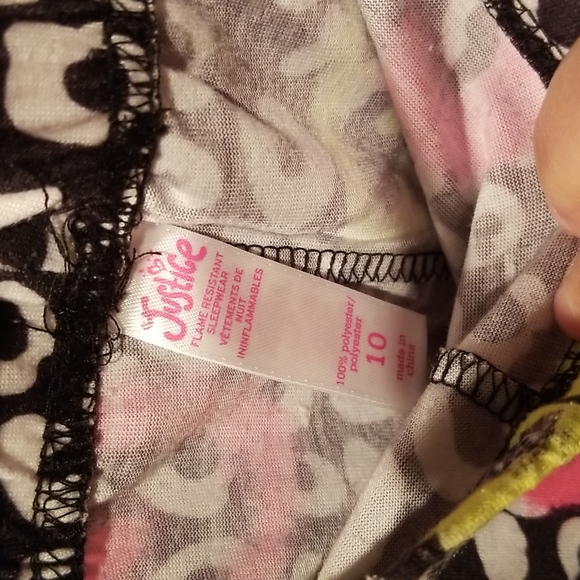 Justice
FLAME RESISTANT
SLEEPWEAR
VÊTEMENTS DE
NUIT
ININFLAMMABLES
100% polyester/
polyester
10
made in
china